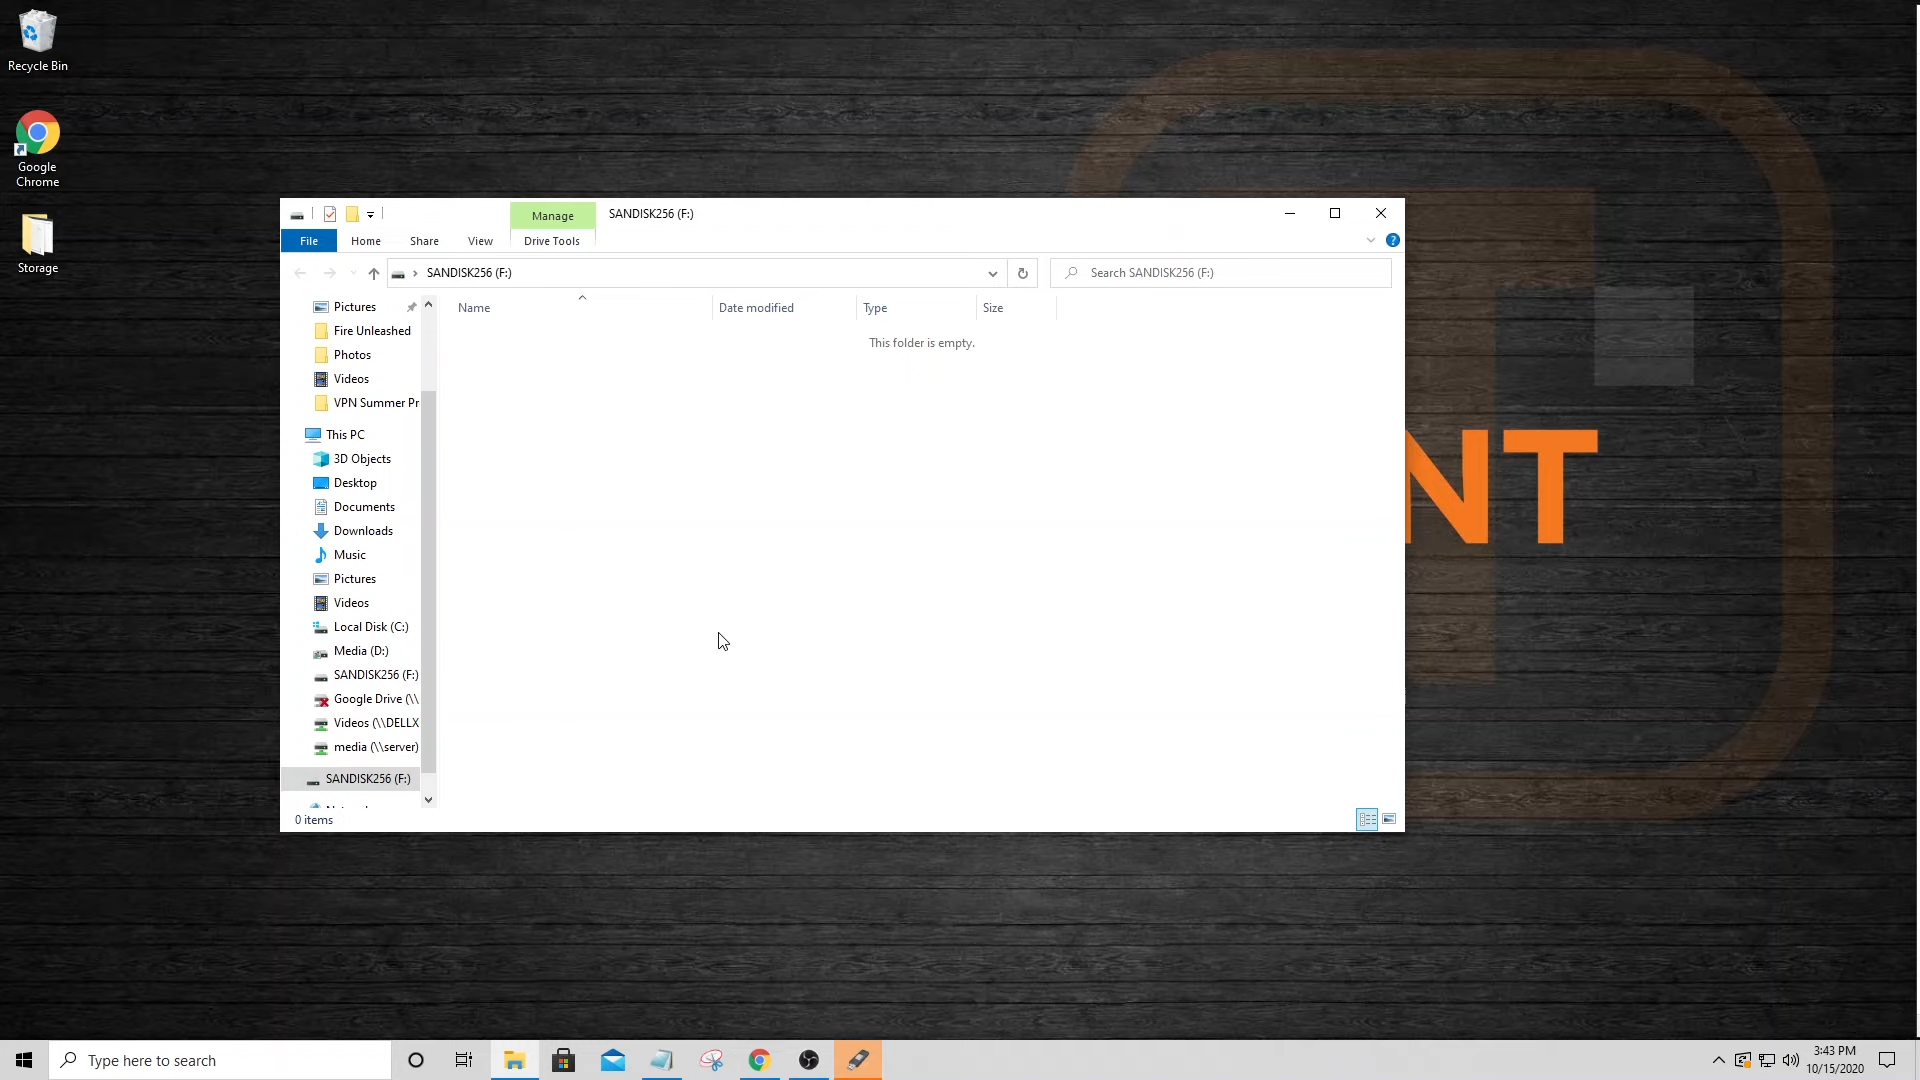 Recycle Bin
Google
Chrome
Storage
Manage
SANDISK256 (F:)
File
Home
Share
View
Drive Tools
SANDISK256 (F:)
Search SANDISK256 (F:)
Name
Date modified
Type
Size
This folder is empty.
Pictures
Fire Unleashed
Photos
Videos
VPN Summer Pr
This PC
3D Objects
Desktop
Documents
Downloads
Music
Pictures
Videos
Local Disk (C:)
Media (D:)
SANDISK256 (F:)
Google Drive (\\
Videos (\\DELLX
media (\\server)
SANDISK256 (F:)
0 items
NT
Type here to search
3:43 PM
10/15/2020